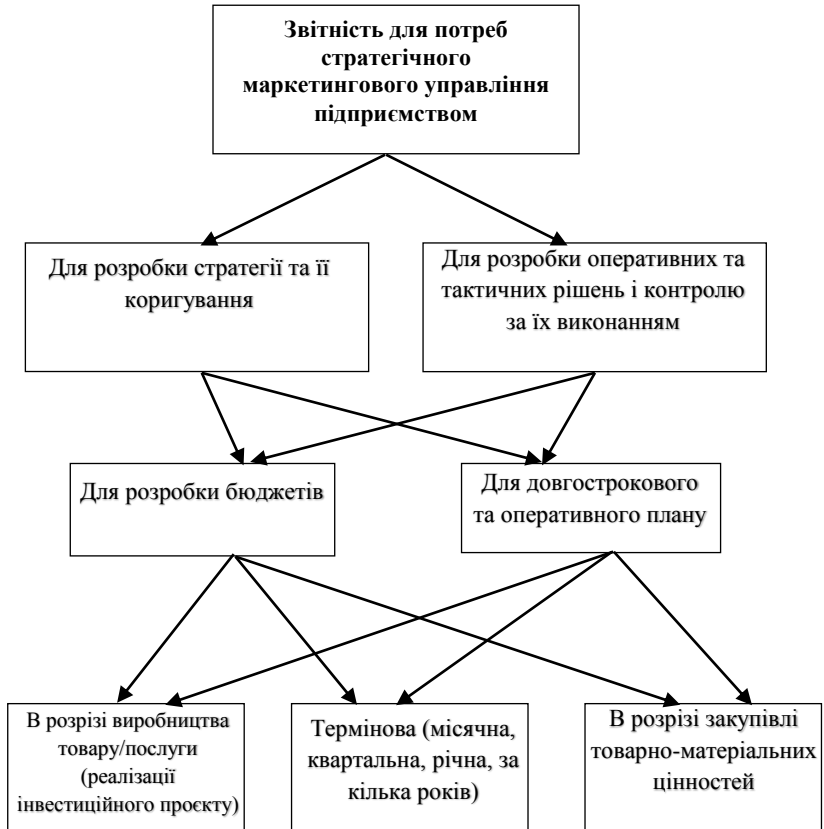 Звітність для потреб
стратегічного
маркетингового управління
підприємством
Для розробки стратегії та її
коригування
Для розробки оперативних та
тактичних рішень і контролю
за їх виконанням
Для розробки бюджетів
Для довгострокового
та оперативного плану
В розрізі виробництва
товару/послуги
(реалізації
інвестиційного проєкту)
Термінова (місячна,
квартальна, річна, за
кілька років)
В розрізі закупівлі
товарно-матеріальних
цінностей